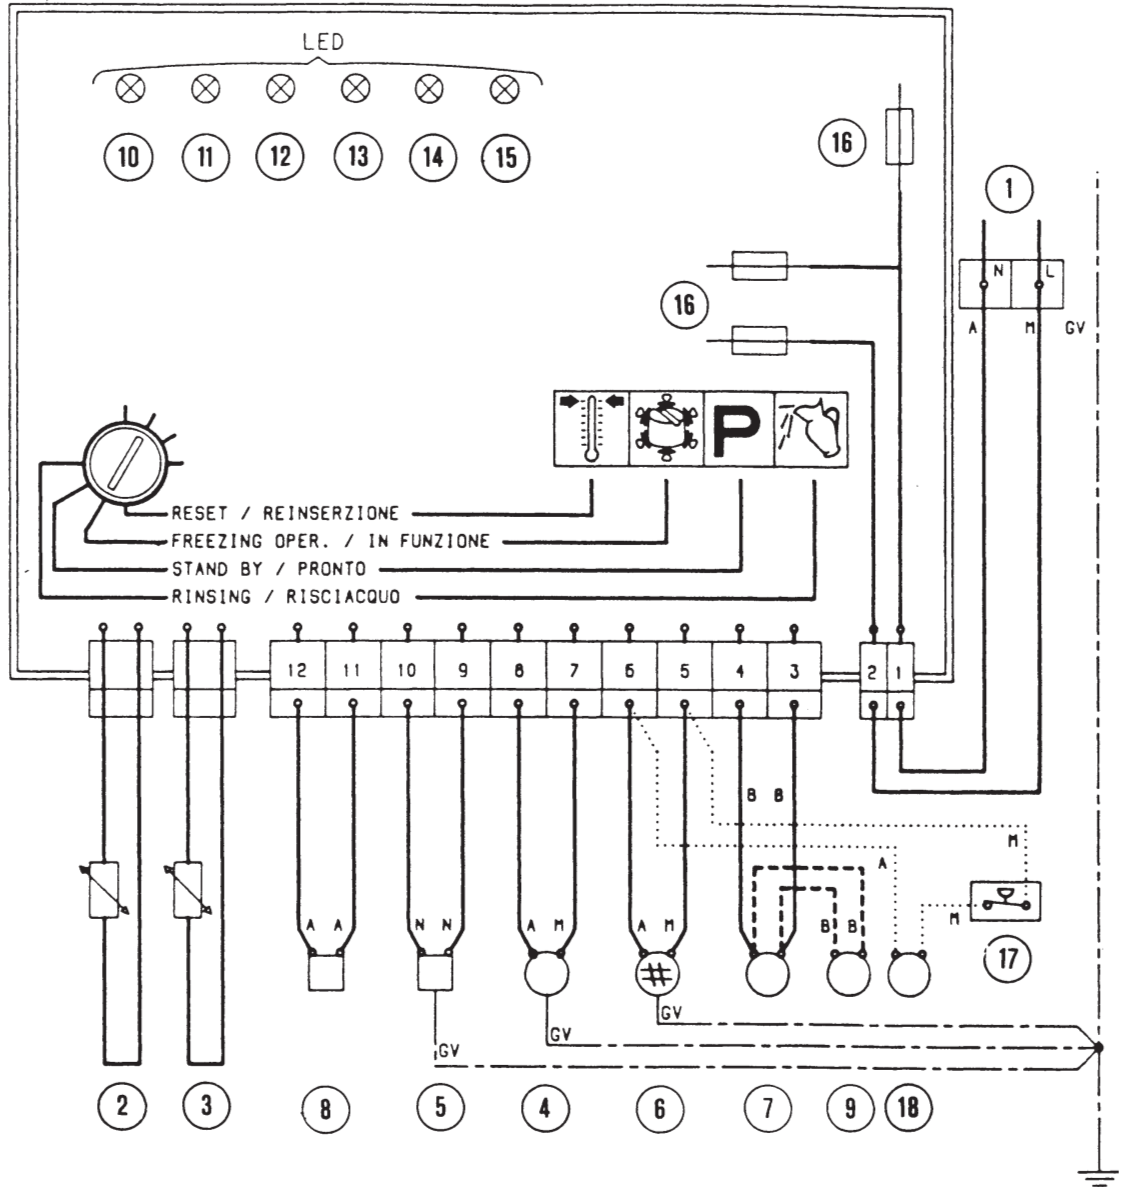 LED
10 11 12 13 14 15
16
1
N L
A M GV
16
P
RESET / REINSERZIONE
FREEZING OPER. / IN FUNZIONE
STAND BY / PRONTO
RINSING / RISCIACQUO
12 11 10 9 8 7 6 5 4 3 2 1
B B
M
A
M
A A N N A M A M B B
17
GV
GV
GV
2 3 8 5 4 6 7 9 18